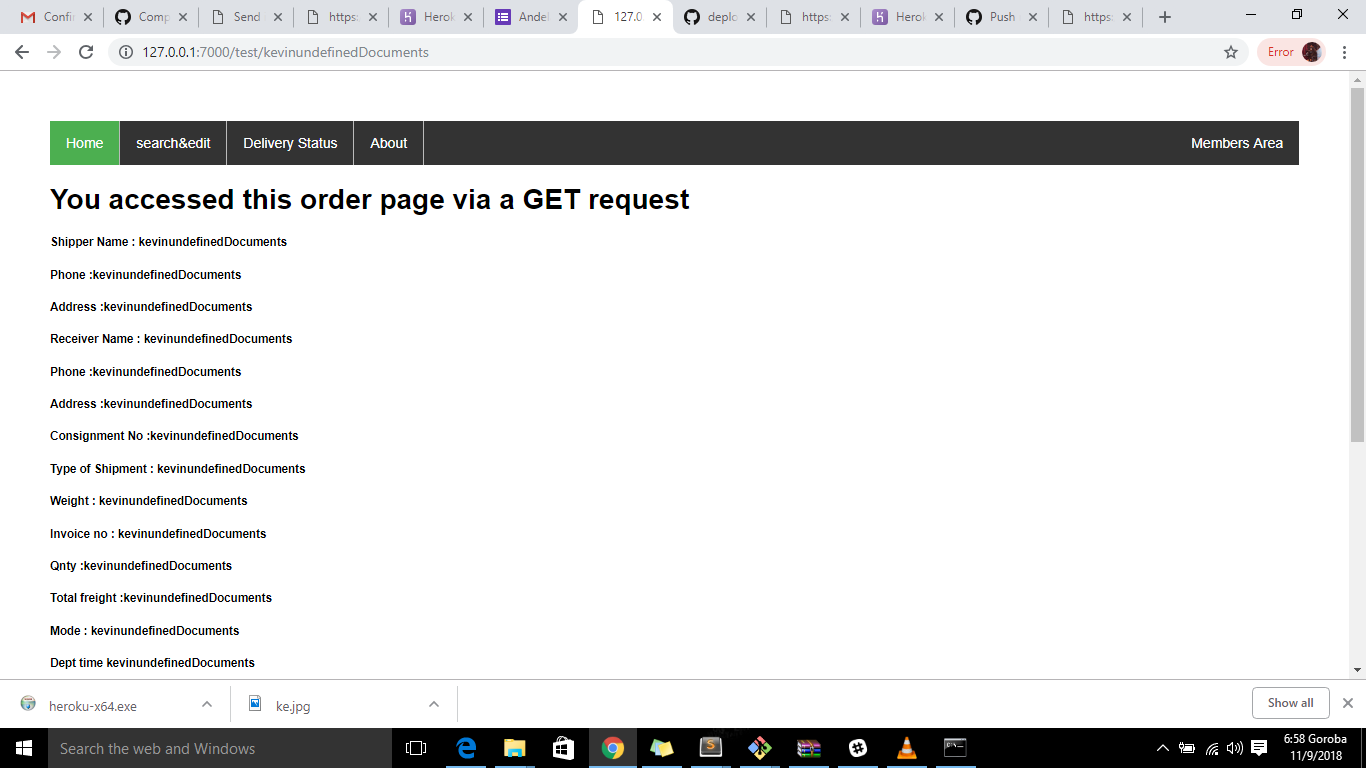 Confir
Comp
Send
https:
Herok
Andel
127.0
deplo
https:
Herok
Push
https:
127.0.0.1:7000/test/kevinundefinedDocuments
Error
Home search&edit Delivery Status About Members Area
You accessed this order page via a GET request
Shipper Name : kevinundefinedDocuments
Phone :kevinundefinedDocuments
Address :kevinundefinedDocuments
Receiver Name : kevinundefinedDocuments
Phone :kevinundefinedDocuments
Address :kevinundefinedDocuments
Consignment No :kevinundefinedDocuments
Type of Shipment : kevinundefinedDocuments
Weight : kevinundefinedDocuments
Invoice no : kevinundefinedDocuments
Qnty :kevinundefinedDocuments
Total freight :kevinundefinedDocuments
Mode : kevinundefinedDocuments
Dept time kevinundefinedDocuments
heroku-x64.exe
ke.jpg
Show all
Search the web and Windows
6:58 Goroba
11/9/2018